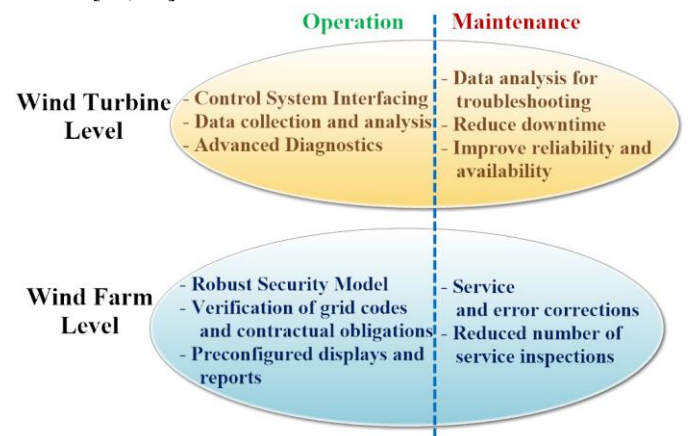 Operation Maintenance
Wind Turbine
Level
- Control System Interfacing
- Data collection and analysis
- Advanced Diagnostics
- Data analysis for
troubleshooting
- Reduce downtime
- Improve reliability and
availability
Wind Farm
Level
- Robust Security Model
- Verification of grid codes
and contractual obligations
- Preconfigured displays and
reports
- Service
and error corrections
- Reduced number of
service inspections